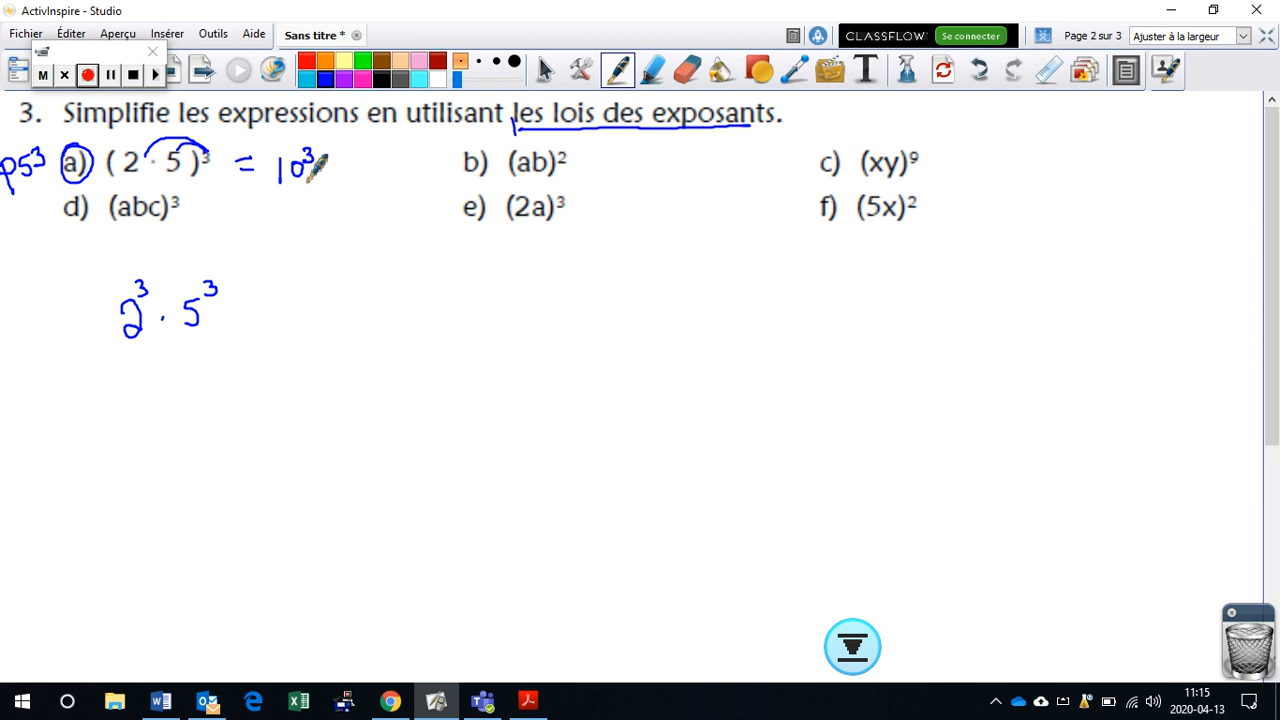 ActivInspire - Studio
Fichier Éditer Aperçu Insérer Outils Aide Sans titre * CLASSFLOW Se connecter Page 2 sur 3 Ajuster à la largeur
M
3. Simplifie les expressions en utilisant les lois des exposants.
p53 a) ( 2 · 5 )³ = 10³ b) (ab)² c) (xy)⁹
d) (abc)³ e) (2a)³ f) (5x)²
2³ · 5³
11:15
2020-04-13